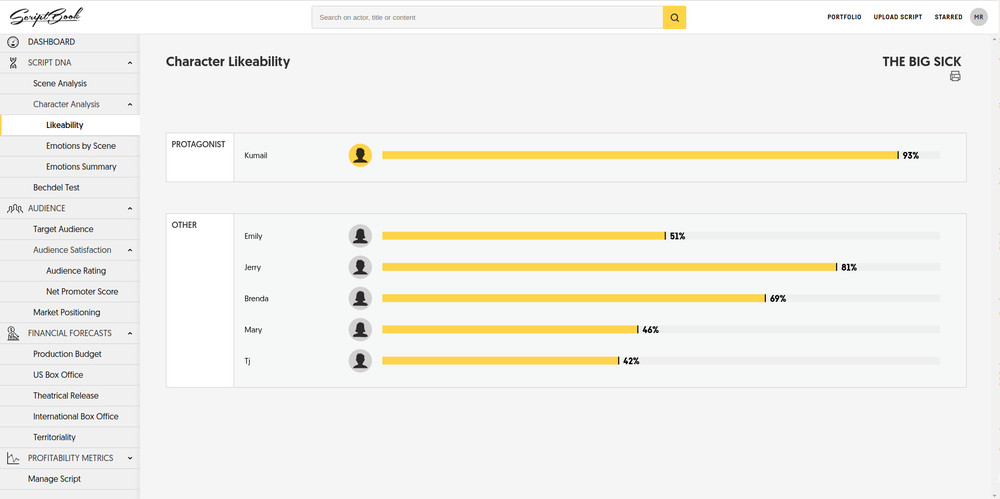 ScriptBook
Search on actor, title or content
PORTFOLIO UPLOAD SCRIPT STARRED MR
DASHBOARD
SCRIPT DNA
Scene Analysis
Character Analysis
Likeability
Emotions by Scene
Emotions Summary
Bechdel Test
AUDIENCE
Target Audience
Audience Satisfaction
Audience Rating
Net Promoter Score
Market Positioning
FINANCIAL FORECASTS
Production Budget
US Box Office
Theatrical Release
International Box Office
Territoriality
PROFITABILITY METRICS
Manage Script
Character Likeability
THE BIG SICK
PROTAGONIST
Kumail 93%
OTHER
Emily 51%
Jerry 81%
Brenda 69%
Mary 46%
Tj 42%